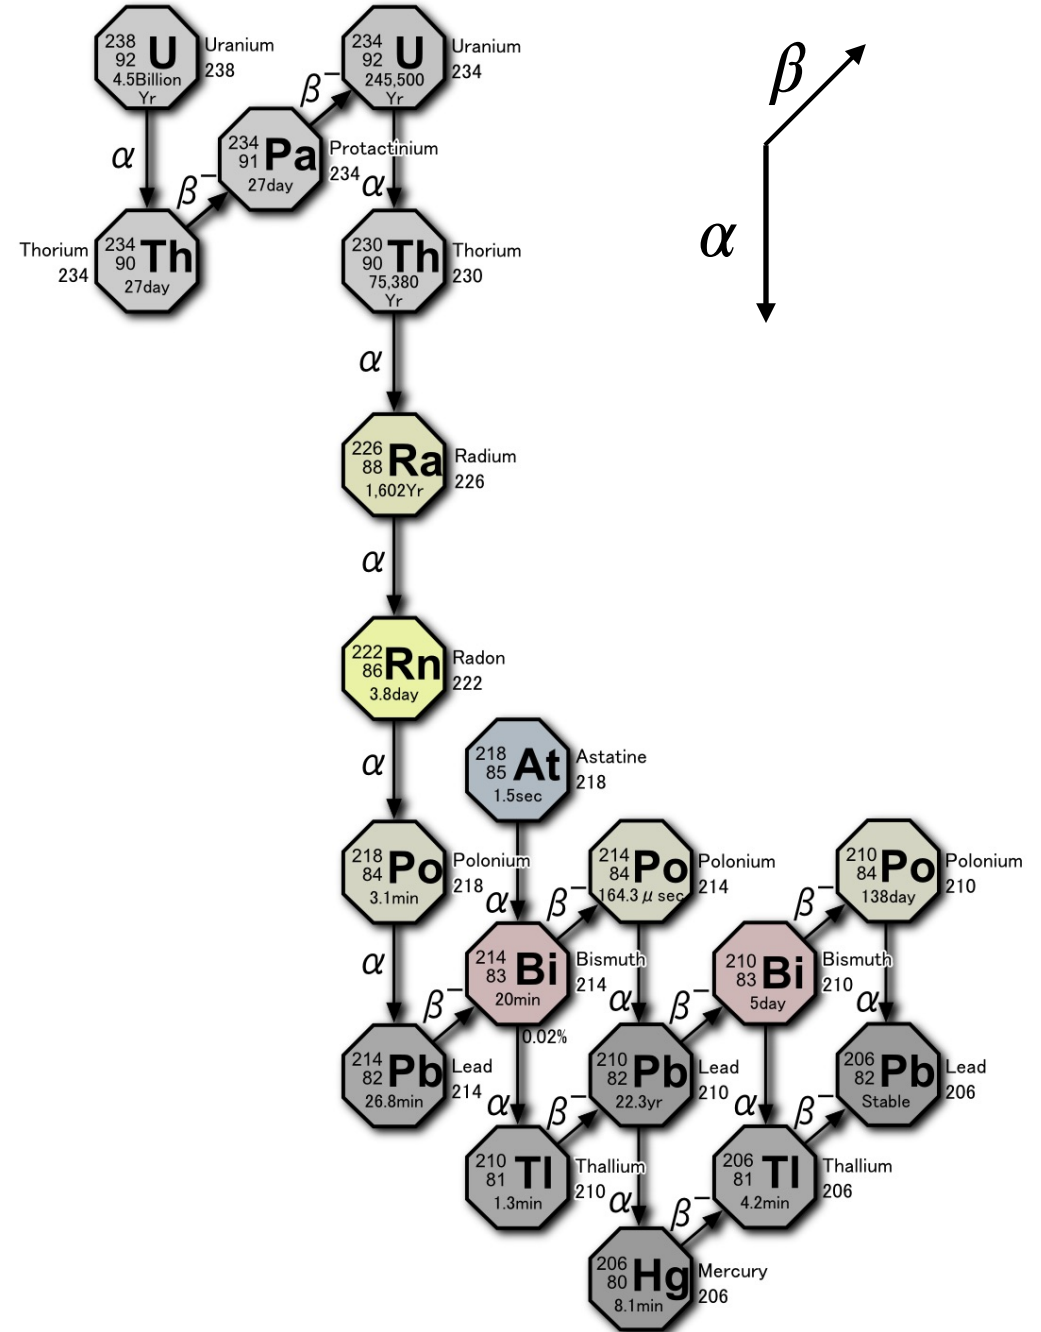 238
92 U
4.5Billion
Yr
Uranium
238
234
92 U
245,500
Yr
Uranium
234
β
β−
234
91 Pa
27day
Protactinium
234
α
β−
α
Thorium
234
234
90 Th
27day
230
90 Th
75,380
Yr
Thorium
230
α
α
226
88 Ra
1,602Yr
Radium
226
α
222
86 Rn
3.8day
Radon
222
α
218
85 At
1.5sec
Astatine
218
218
84 Po
3.1min
Polonium
218
214
84 Po
164.3μsec
Polonium
214
210
84 Po
138day
Polonium
210
α
β−
β−
α
214
83 Bi
20min
Bismuth
214
210
83 Bi
5day
Bismuth
210
β−
α
β−
α
0.02%
214
82 Pb
26.8min
Lead
214
210
82 Pb
22.3yr
Lead
210
206
82 Pb
Stable
Lead
206
α
β−
α
β−
210
81 Tl
1.3min
Thallium
210
206
81 Tl
4.2min
Thallium
206
α
β−
206
80 Hg
8.1min
Mercury
206